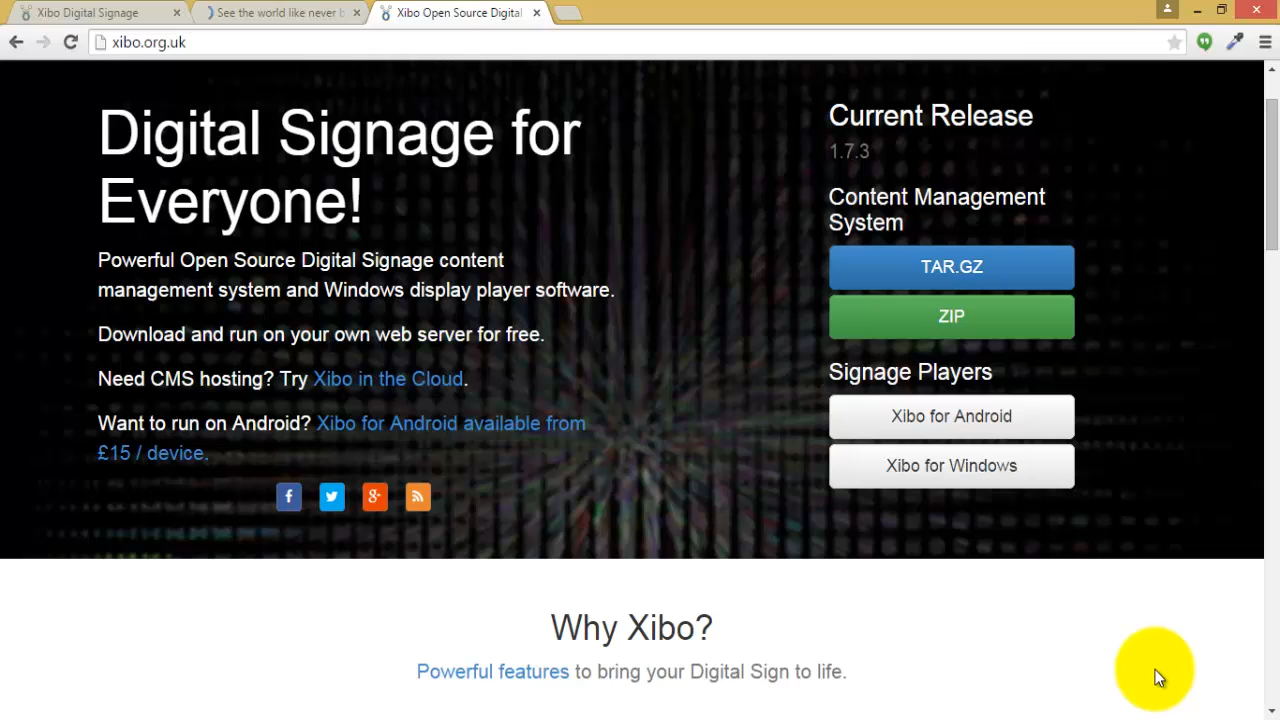 Xibo Digital Signage
See the world like never b
Xibo Open Source Digital
xibo.org.uk
Digital Signage for
Everyone!
Powerful Open Source Digital Signage content
management system and Windows display player software.
Download and run on your own web server for free.
Need CMS hosting? Try Xibo in the Cloud.
Want to run on Android? Xibo for Android available from
£15 / device.
Current Release
1.7.3
Content Management
System
TAR.GZ
ZIP
Signage Players
Xibo for Android
Xibo for Windows
Why Xibo?
Powerful features to bring your Digital Sign to life.